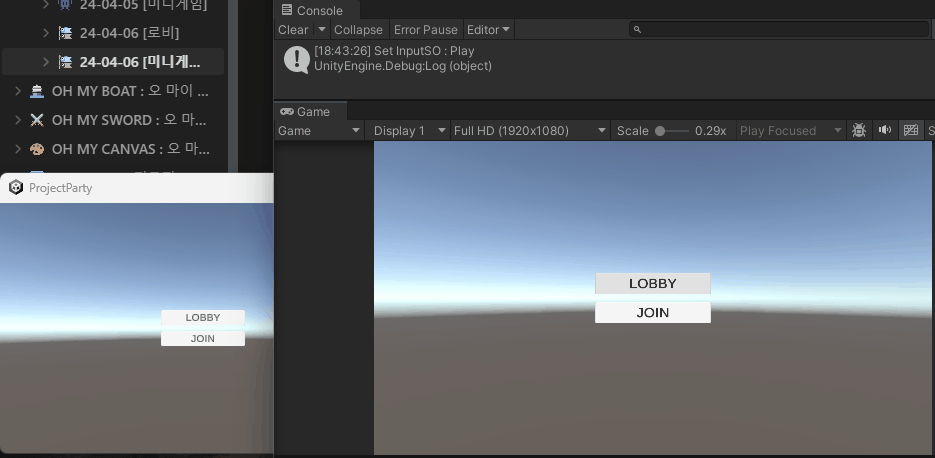 24-04-05 [미니게임]
24-04-06 [로비]
24-04-06 [미니게...
OH MY BOAT : 오 마이 ...
OH MY SWORD : 오 마...
OH MY CANVAS : 오 마...
ProjectParty
LOBBY
JOIN
Console
Clear Collapse Error Pause Editor
[18:43:26] Set InputSO : Play
UnityEngine.Debug:Log (object)
Game
Game Display 1 Full HD (1920x1080) Scale 0.29x Play Focused S
LOBBY
JOIN